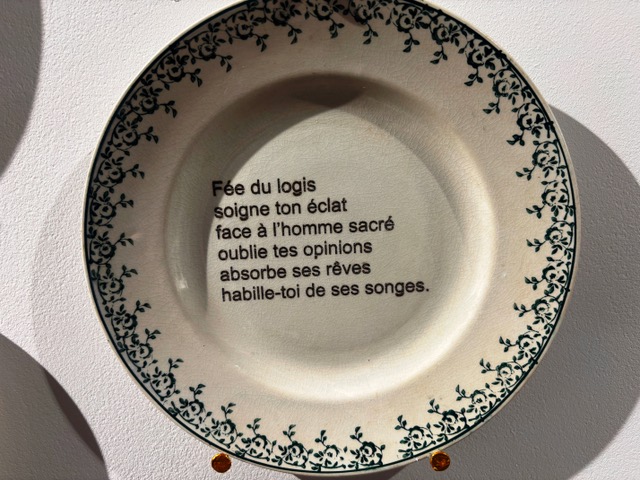 Fée du logis
soigne ton éclat
face à l'homme sacré
oublie tes opinions
absorbe ses rêves
habille-toi de ses songes.